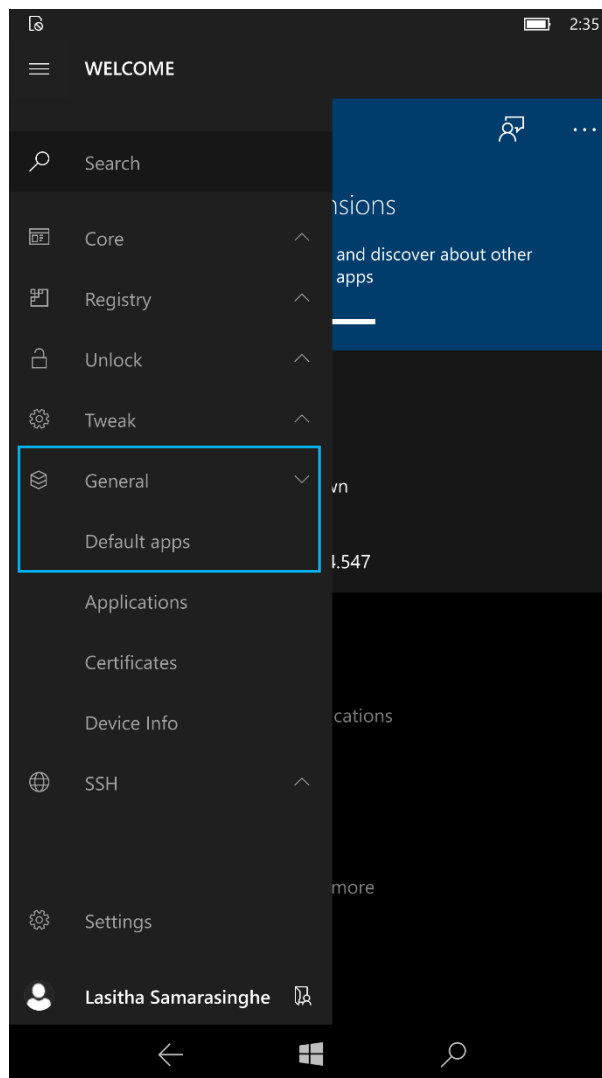 2:35
WELCOME
Search
nsions
Core
and discover about other
apps
Registry
Unlock
Tweak
General
wn
Default apps
4.547
Applications
Certificates
Device Info
cations
SSH
more
Settings
Lasitha Samarasinghe